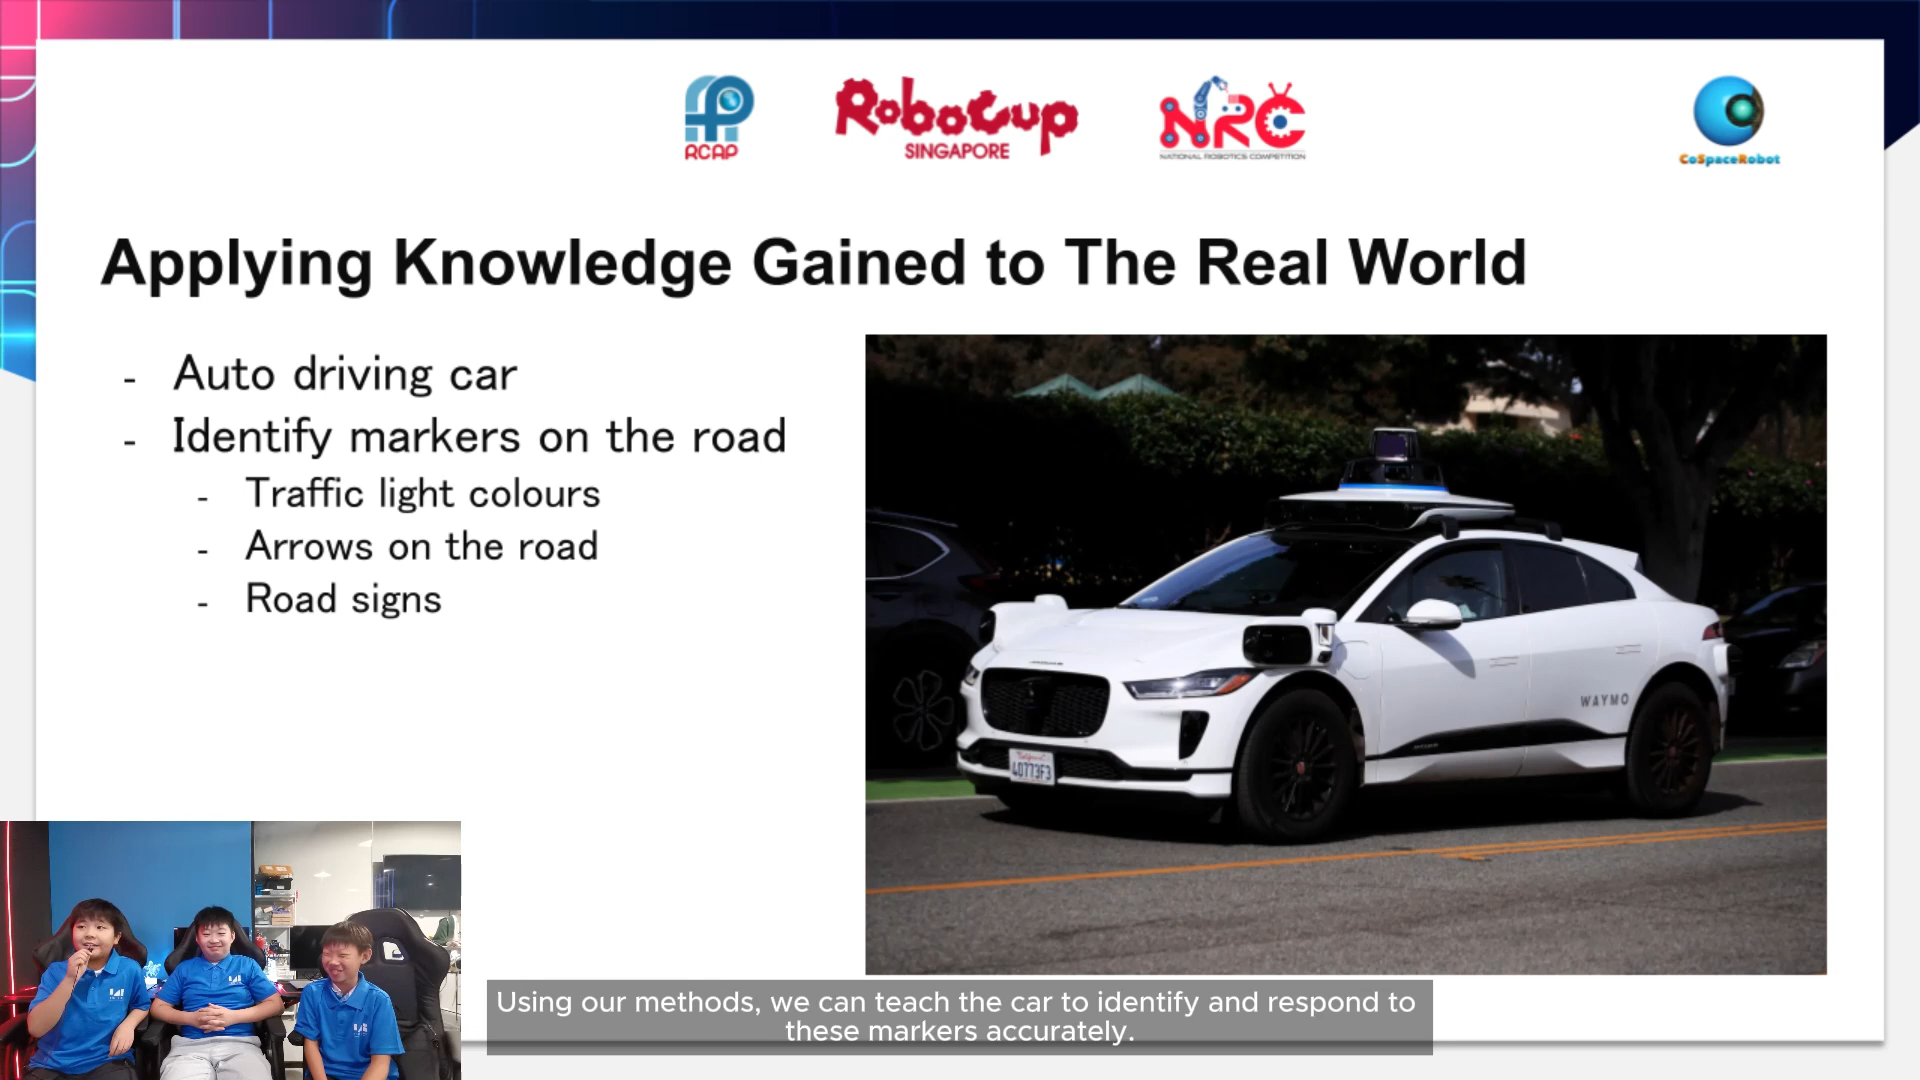 RCAP
RoboCup
SINGAPORE
NRC
NATIONAL ROBOTICS COMPETITION
CoSpaceRobot
Applying Knowledge Gained to The Real World
- Auto driving car
- Identify markers on the road
- Traffic light colours
- Arrows on the road
- Road signs
WAYMO
40773F3
Using our methods, we can teach the car to identify and respond to
these markers accurately.